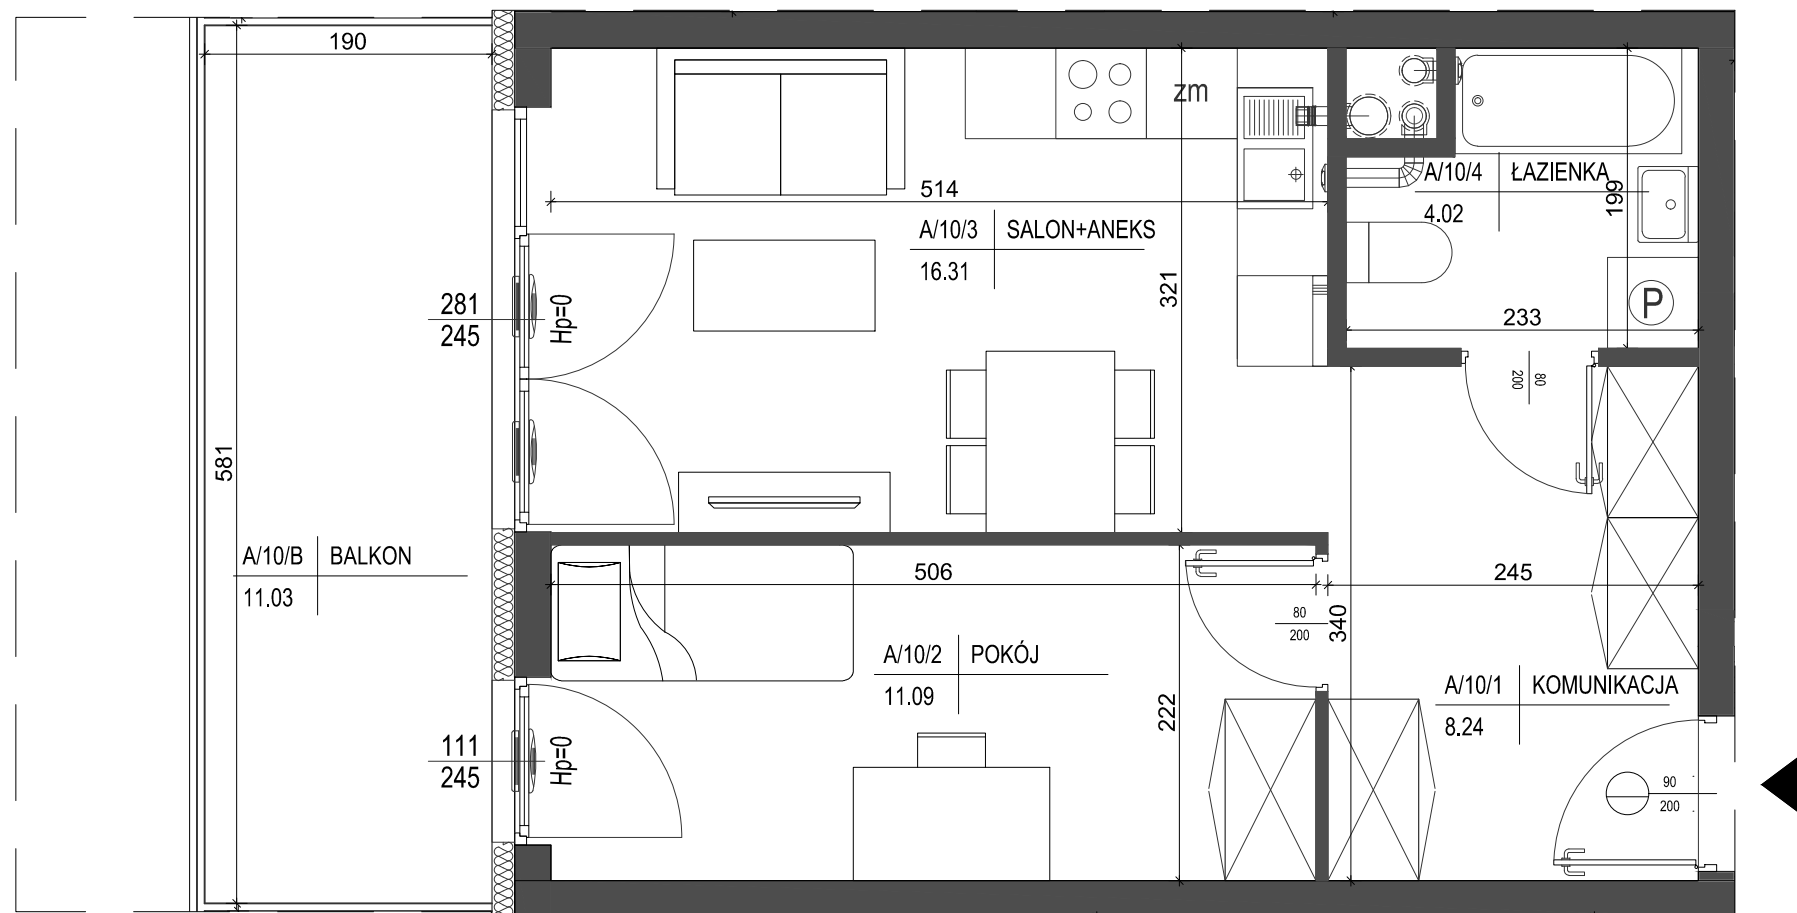 190
zm
514
A/10/4 ŁAZIENKA
4.02
199
A/10/3 SALON+ANEKS
16.31
321
281
245
Hp=0
P
233
80
200
581
A/10/B BALKON
11.03
506
245
80
200
340
A/10/2 POKÓJ
11.09
222
A/10/1 KOMUNIKACJA
8.24
111
245
Hp=0
90
200